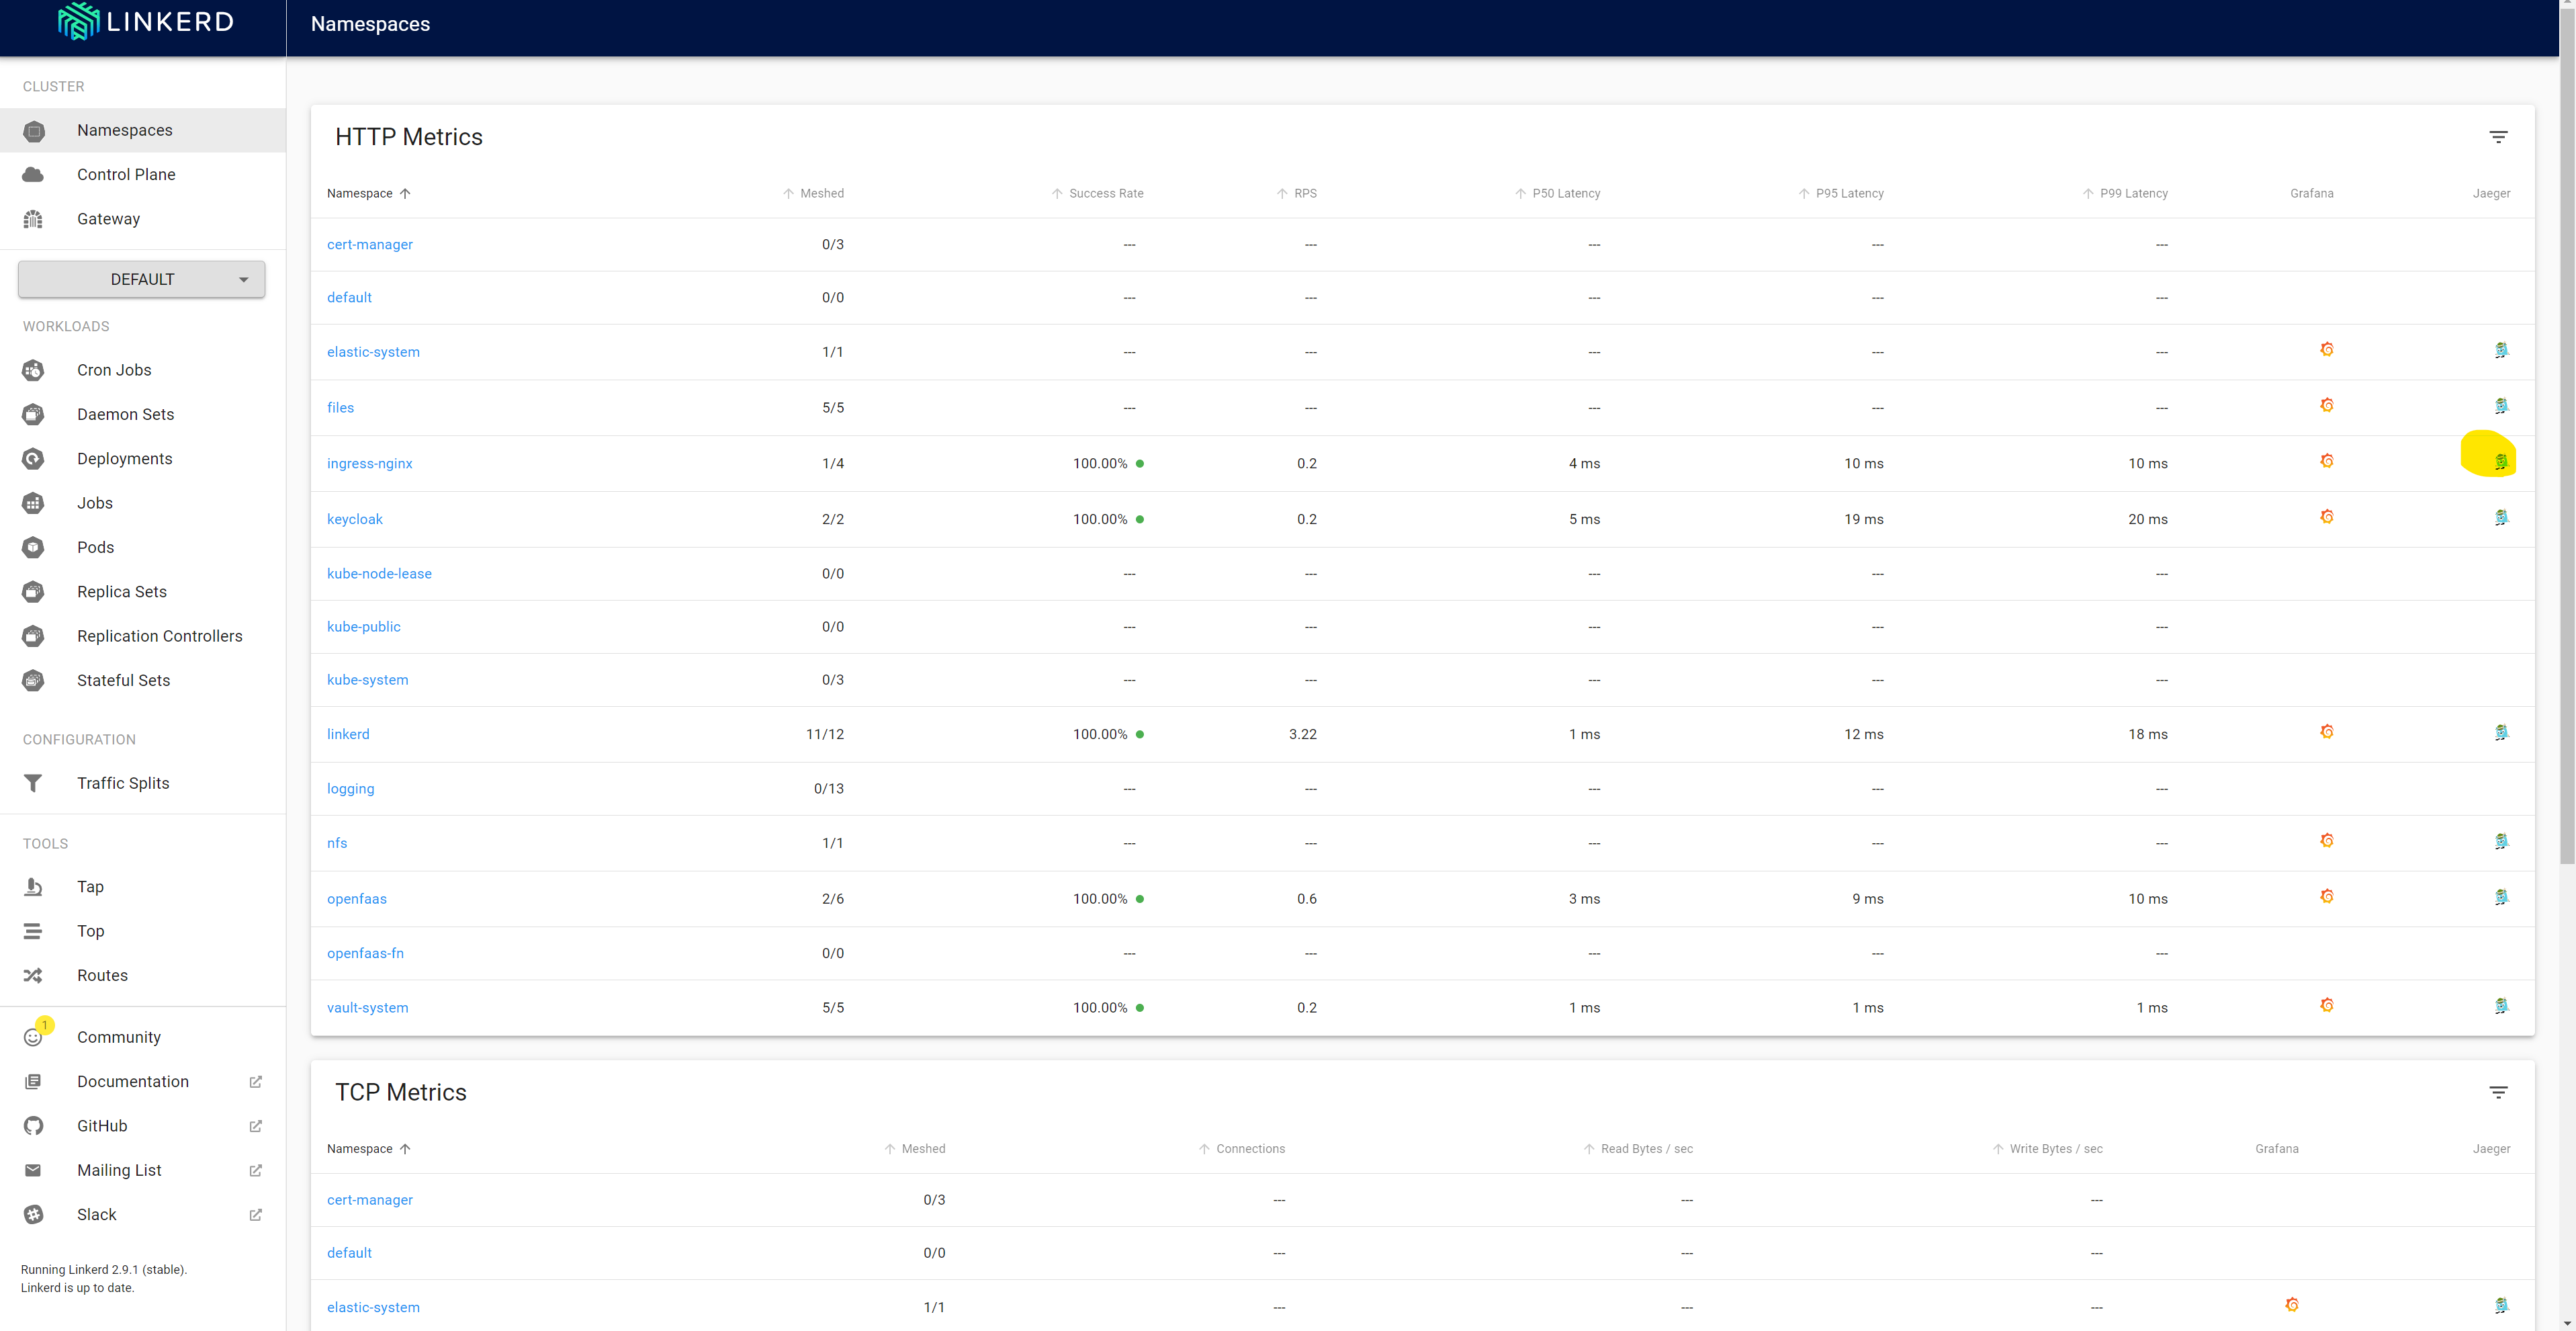 LINKERD
Namespaces
CLUSTER
Namespaces
Control Plane
Gateway
DEFAULT
WORKLOADS
Cron Jobs
Daemon Sets
Deployments
Jobs
Pods
Replica Sets
Replication Controllers
Stateful Sets
CONFIGURATION
Traffic Splits
TOOLS
Tap
Top
Routes
1
Community
Documentation
GitHub
Mailing List
Slack
Running Linkerd 2.9.1 (stable).
Linkerd is up to date.
HTTP Metrics
Namespace Meshed Success Rate RPS P50 Latency P95 Latency P99 Latency Grafana Jaeger
cert-manager 0/3 --- --- --- --- ---
default 0/0 --- --- --- --- ---
elastic-system 1/1 --- --- --- --- ---
files 5/5 --- --- --- --- ---
ingress-nginx 1/4 100.00% 0.2 4 ms 10 ms 10 ms
keycloak 2/2 100.00% 0.2 5 ms 19 ms 20 ms
kube-node-lease 0/0 --- --- --- --- ---
kube-public 0/0 --- --- --- --- ---
kube-system 0/3 --- --- --- --- ---
linkerd 11/12 100.00% 3.22 1 ms 12 ms 18 ms
logging 0/13 --- --- --- --- ---
nfs 1/1 --- --- --- --- ---
openfaas 2/6 100.00% 0.6 3 ms 9 ms 10 ms
openfaas-fn 0/0 --- --- --- --- ---
vault-system 5/5 100.00% 0.2 1 ms 1 ms 1 ms
TCP Metrics
Namespace Meshed Connections Read Bytes / sec Write Bytes / sec Grafana Jaeger
cert-manager 0/3 --- --- ---
default 0/0 --- --- ---
elastic-system 1/1 --- --- ---